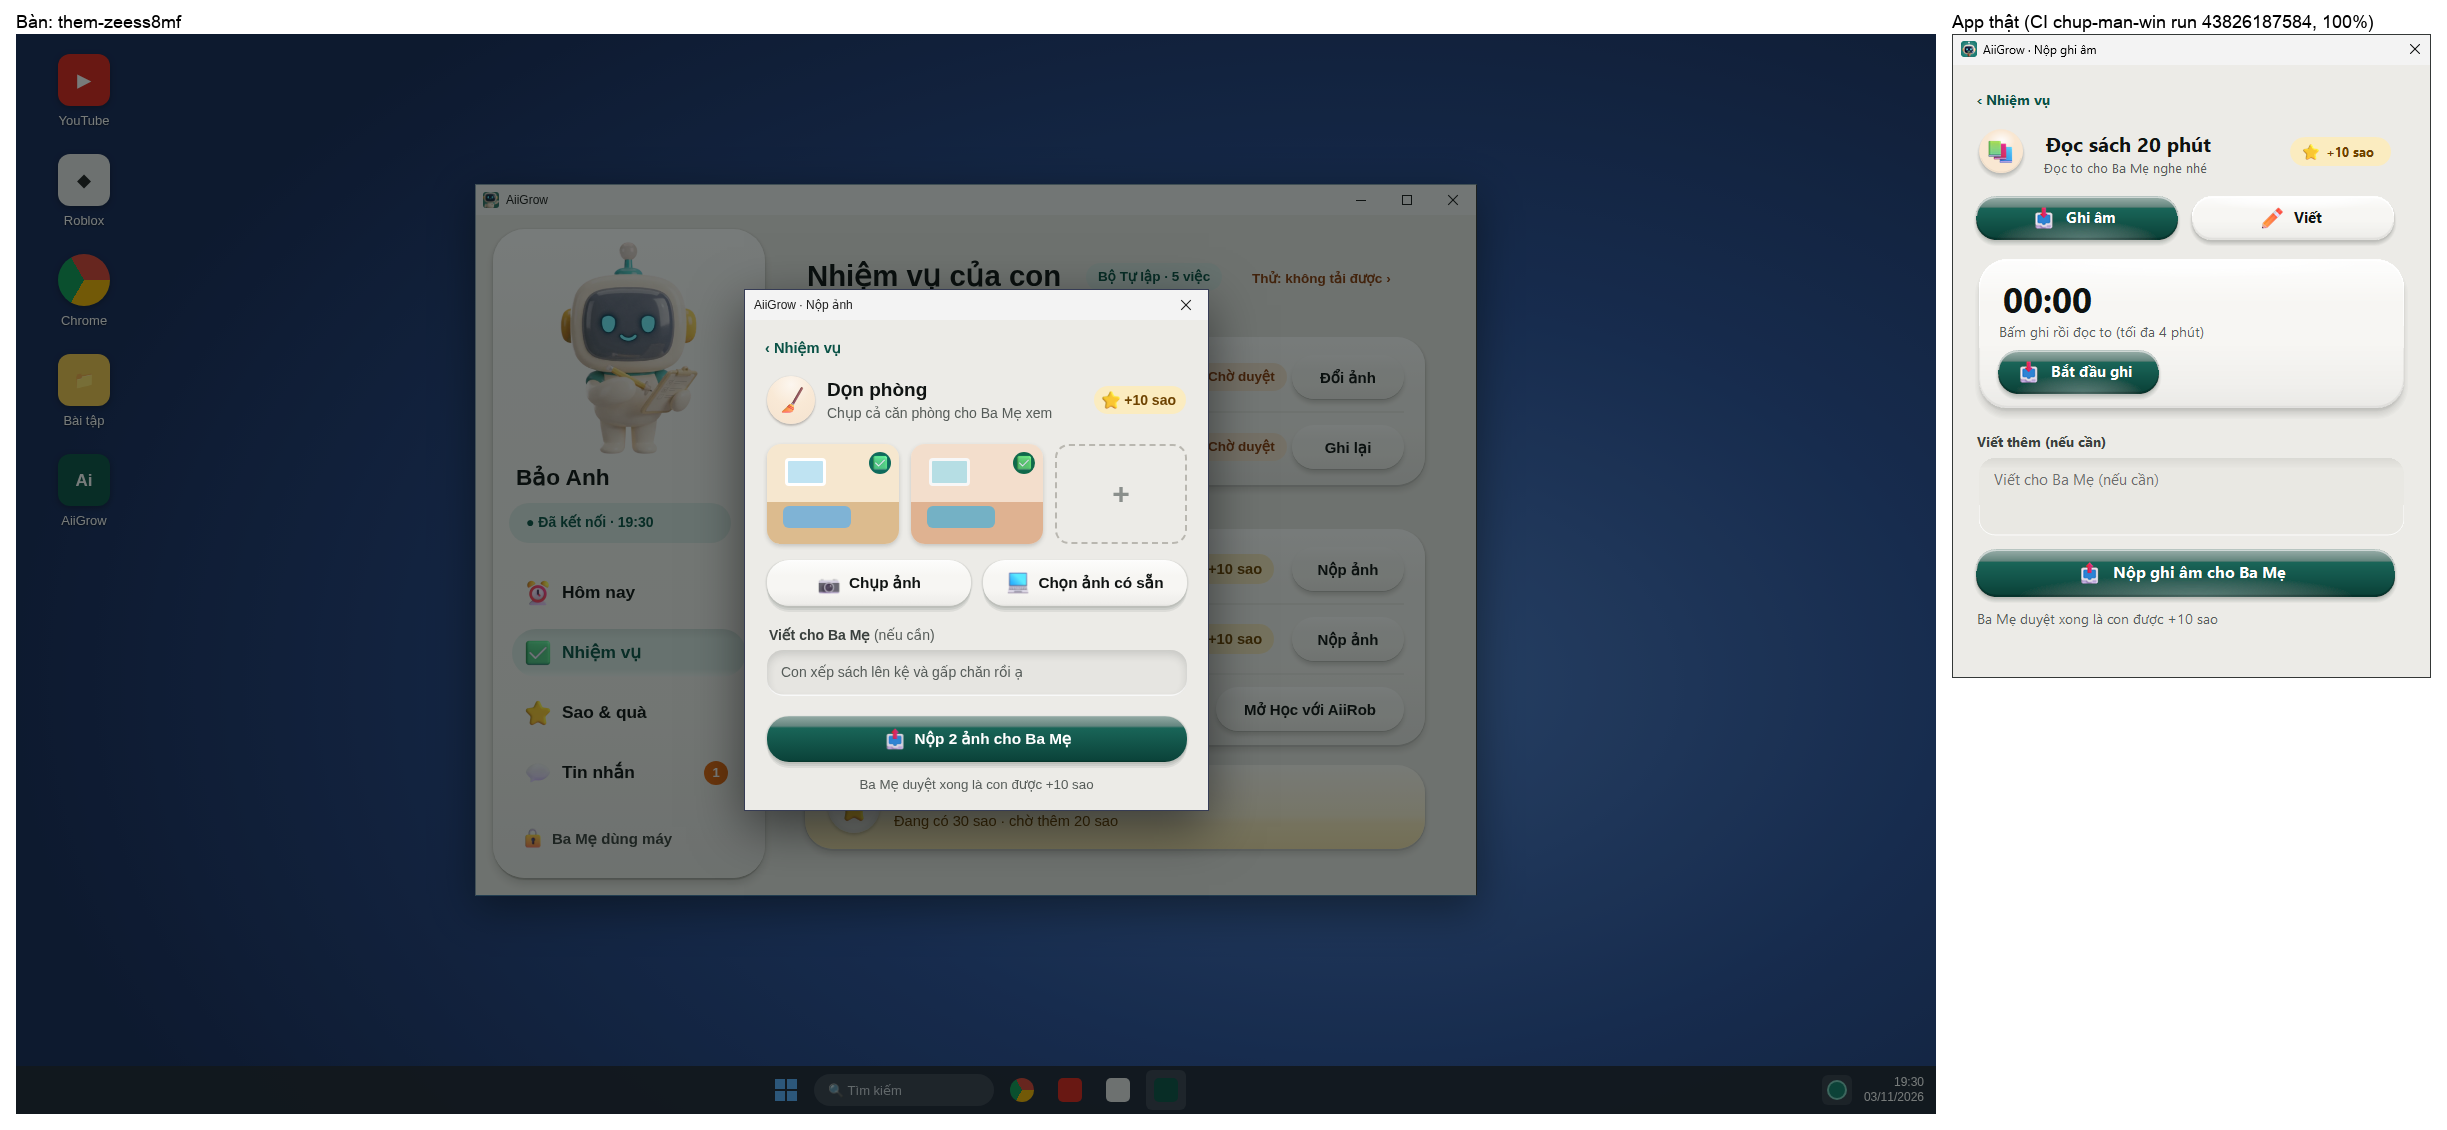 Bàn: them-zeess8mf
YouTube
Roblox
Chrome
Bài tập
Ai
AiiGrow
AiiGrow
Bảo Anh
● Đã kết nối · 19:30
Hôm nay
Nhiệm vụ
Sao & quà
Tin nhắn
1
Ba Mẹ dùng máy
Nhiệm vụ của con
Bộ Tự lập · 5 việc
Thử: không tải được ›
Chờ duyệt
Đổi ảnh
Chờ duyệt
Ghi lại
+10 sao
Nộp ảnh
+10 sao
Nộp ảnh
Mở Học với AiiRob
Đang có 30 sao · chờ thêm 20 sao
AiiGrow · Nộp ảnh
‹ Nhiệm vụ
Dọn phòng
Chụp cả căn phòng cho Ba Mẹ xem
+10 sao
+
Chụp ảnh
Chọn ảnh có sẵn
Viết cho Ba Mẹ (nếu cần)
Con xếp sách lên kệ và gấp chăn rồi ạ
Nộp 2 ảnh cho Ba Mẹ
Ba Mẹ duyệt xong là con được +10 sao
Tìm kiếm
19:30
03/11/2026
App thật (CI chup-man-win run 43826187584, 100%)
AiiGrow · Nộp ghi âm
‹ Nhiệm vụ
Đọc sách 20 phút
Đọc to cho Ba Mẹ nghe nhé
+10 sao
Ghi âm
Viết
00:00
Bấm ghi rồi đọc to (tối đa 4 phút)
Bắt đầu ghi
Viết thêm (nếu cần)
Viết cho Ba Mẹ (nếu cần)
Nộp ghi âm cho Ba Mẹ
Ba Mẹ duyệt xong là con được +10 sao